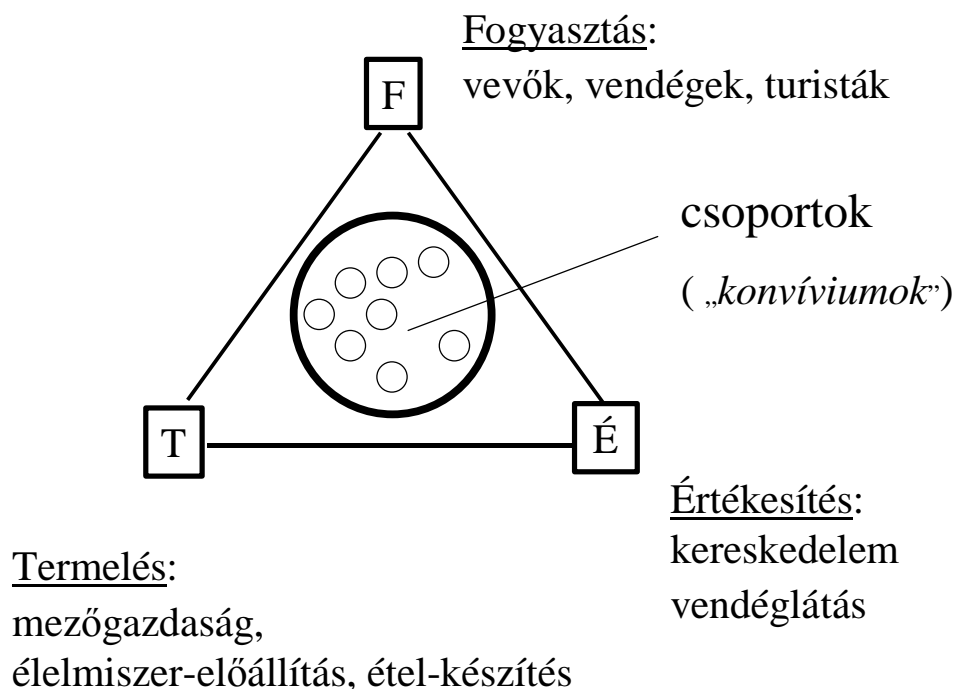 Fogyasztás:
vevők, vendégek, turisták
F
csoportok
( „konvíviumok”)
T
É
Értékesítés:
kereskedelem
vendéglátás
Termelés:
mezőgazdaság,
élelmiszer-előállítás, étel-készítés